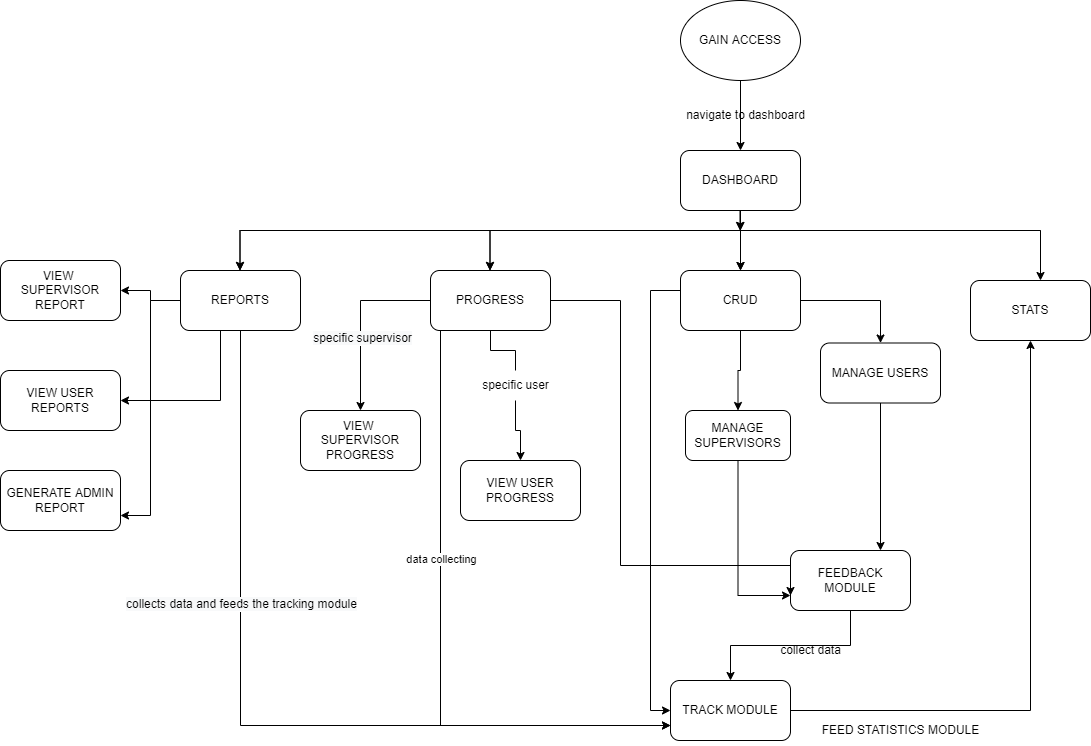 GAIN ACCESS
navigate to dashboard
DASHBOARD
VIEW
SUPERVISOR
REPORT
REPORTS
PROGRESS
CRUD
STATS
specific supervisor
MANAGE USERS
specific user
VIEW USER
REPORTS
VIEW
SUPERVISOR
PROGRESS
MANAGE
SUPERVISORS
GENERATE ADMIN
REPORT
VIEW USER
PROGRESS
data collecting
FEEDBACK
MODULE
collects data and feeds the tracking module
collect data
TRACK MODULE
FEED STATISTICS MODULE